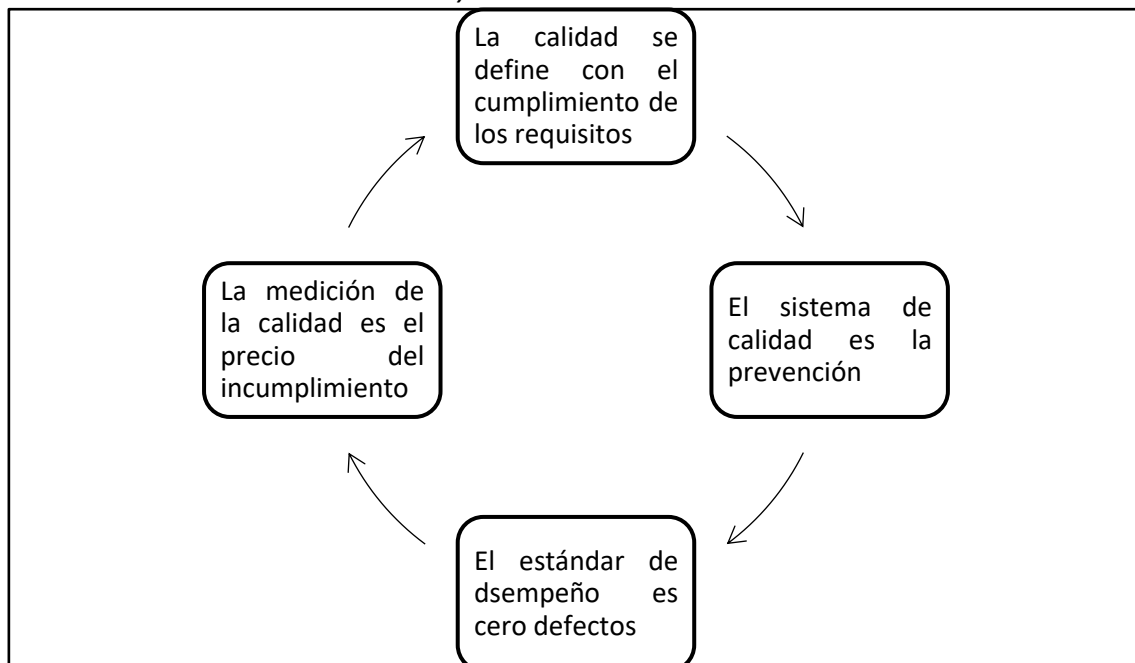 La calidad se
define con el
cumplimiento de
los requisitos
El sistema de
calidad es la
prevención
El estándar de
dsempeño es
cero defectos
La medición de
la calidad es el
precio del
incumplimiento